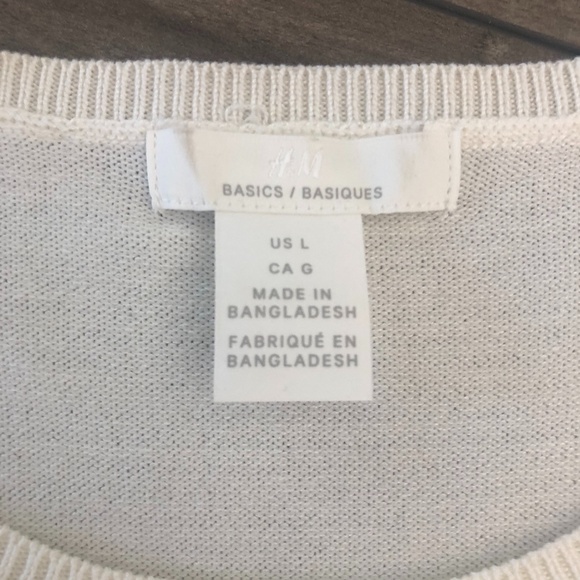 H&M
BASICS / BASIQUES
US L
CA G
MADE IN
BANGLADESH
FABRIQUÉ EN
BANGLADESH